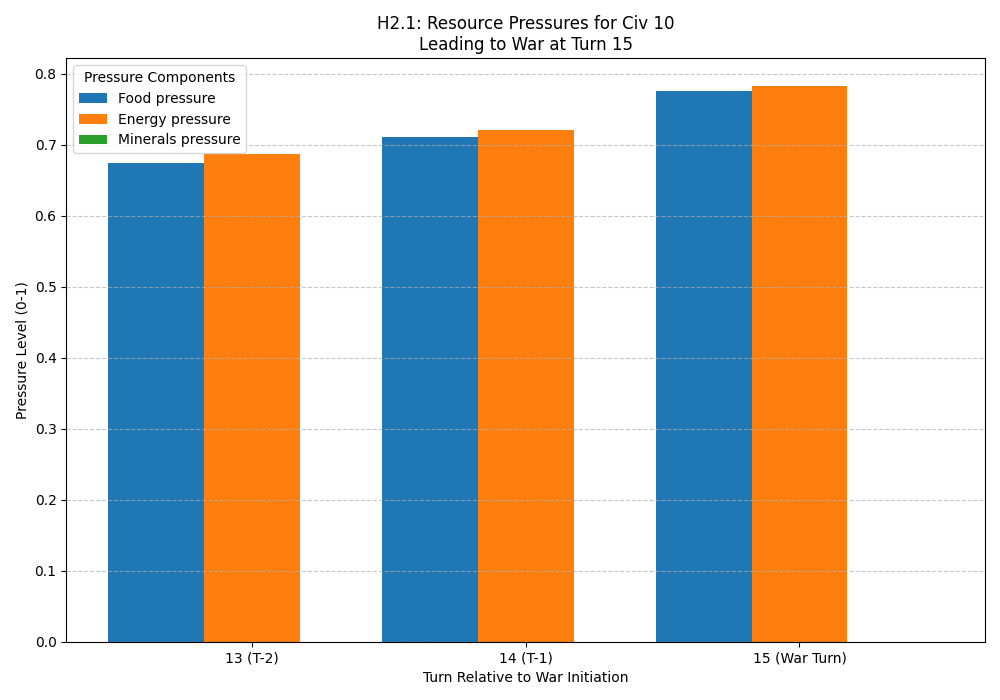 H2.1: Resource Pressures for Civ 10
Leading to War at Turn 15
Pressure Components
Food pressure
Energy pressure
Minerals pressure
Pressure Level (0-1)
0.8
0.7
0.6
0.5
0.4
0.3
0.2
0.1
0.0
13 (T-2)
14 (T-1)
15 (War Turn)
Turn Relative to War Initiation